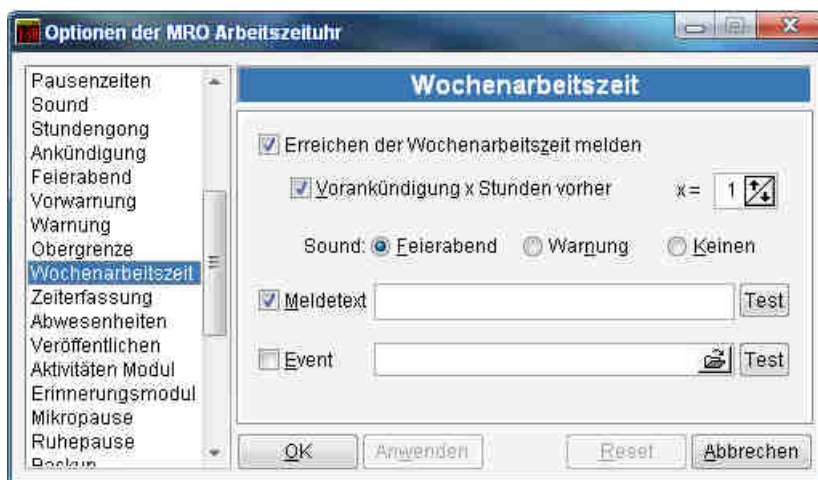 Optionen der MRO Arbeitszeituhr
Pausenzeiten
Sound
Stundengong
Ankündigung
Feierabend
Vorwarnung
Warnung
Obergrenze
Wochenarbeitszeit
Zeiterfassung
Abwesenheiten
Veröffentlichen
Aktivitäten Modul
Erinnerungsmodul
Mikropause
Ruhepause
Backup
Wochenarbeitszeit
Erreichen der Wochenarbeitszeit melden
Vorankündigung x Stunden vorher x = 1
Sound: Feierabend Warnung Keinen
Meldetext Test
Event Test
OK Anwenden Reset Abbrechen